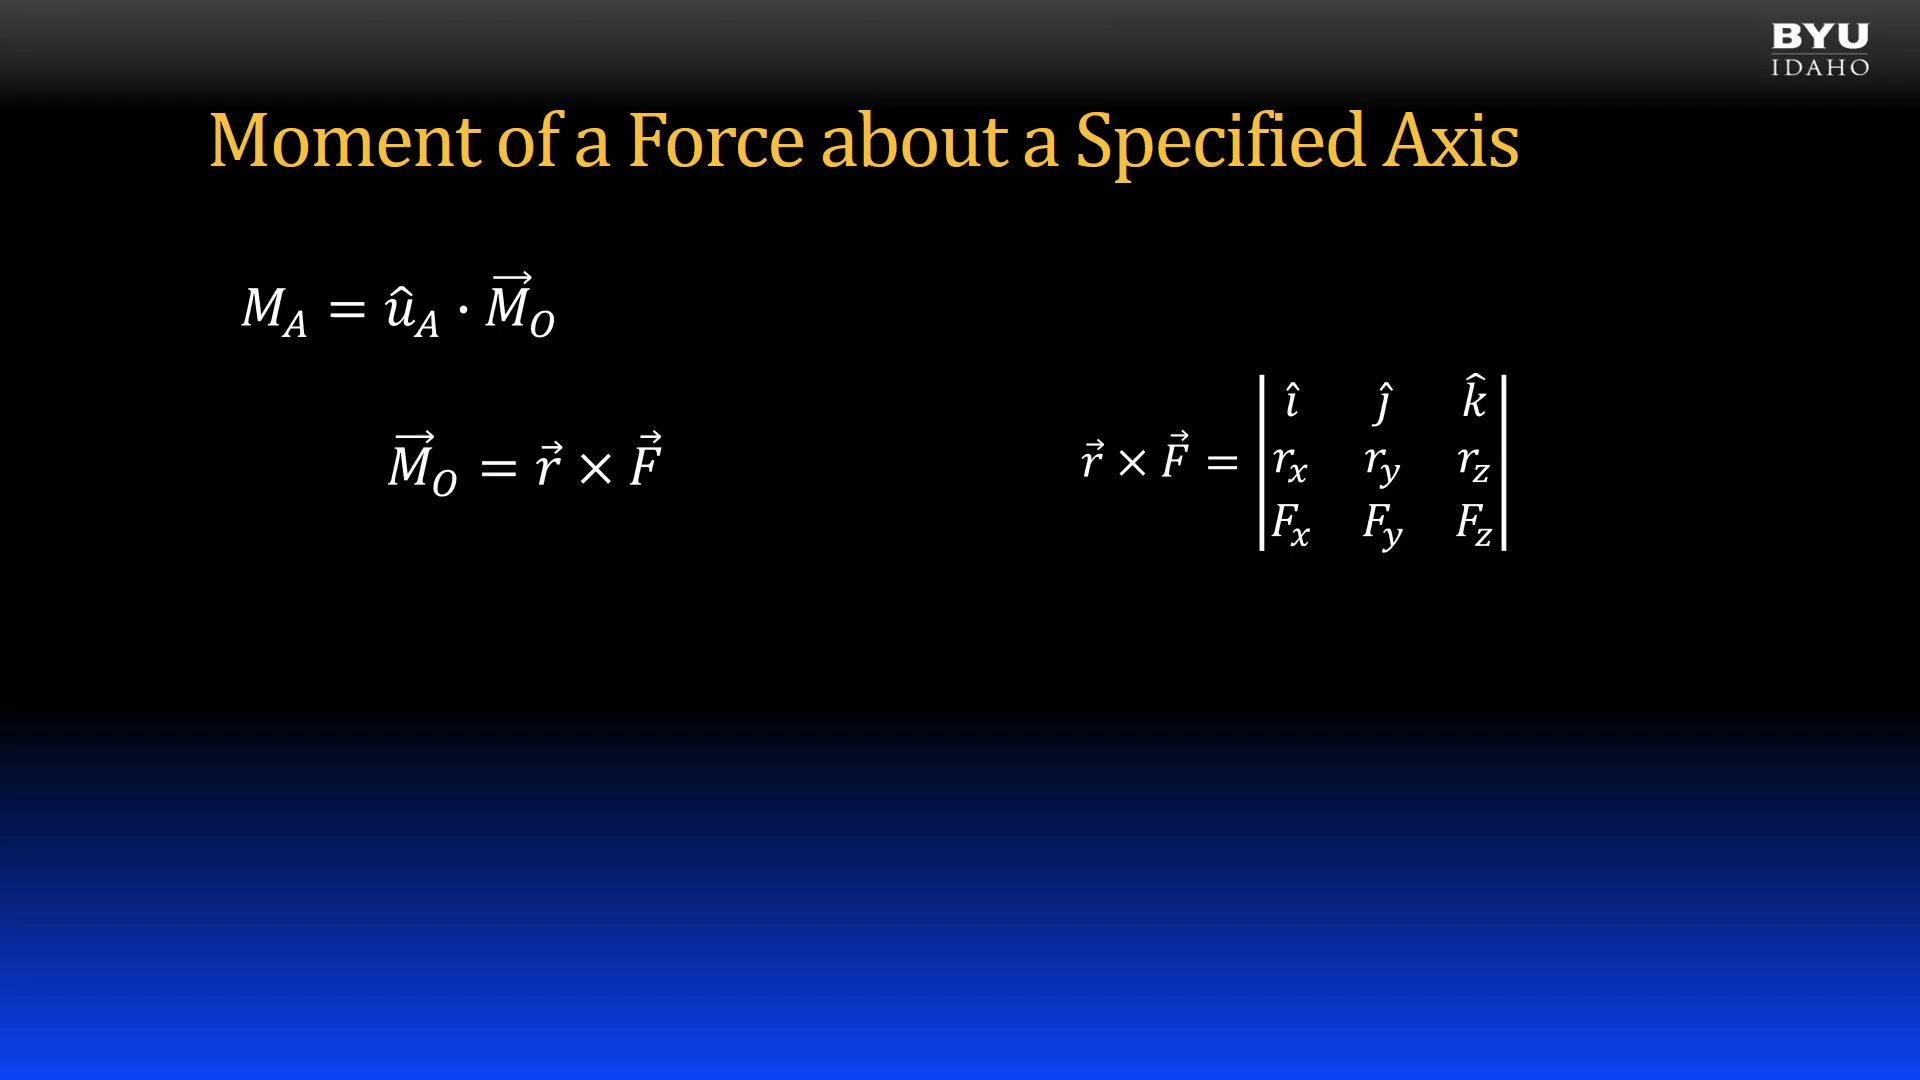 BYU
IDAHO
Moment of a Force about a Specified Axis
M_A = û_A · M⃗_O
M⃗_O = r⃗ × F⃗
r⃗ × F⃗ = | î ĵ k̂ |
| r_x r_y r_z |
| F_x F_y F_z |